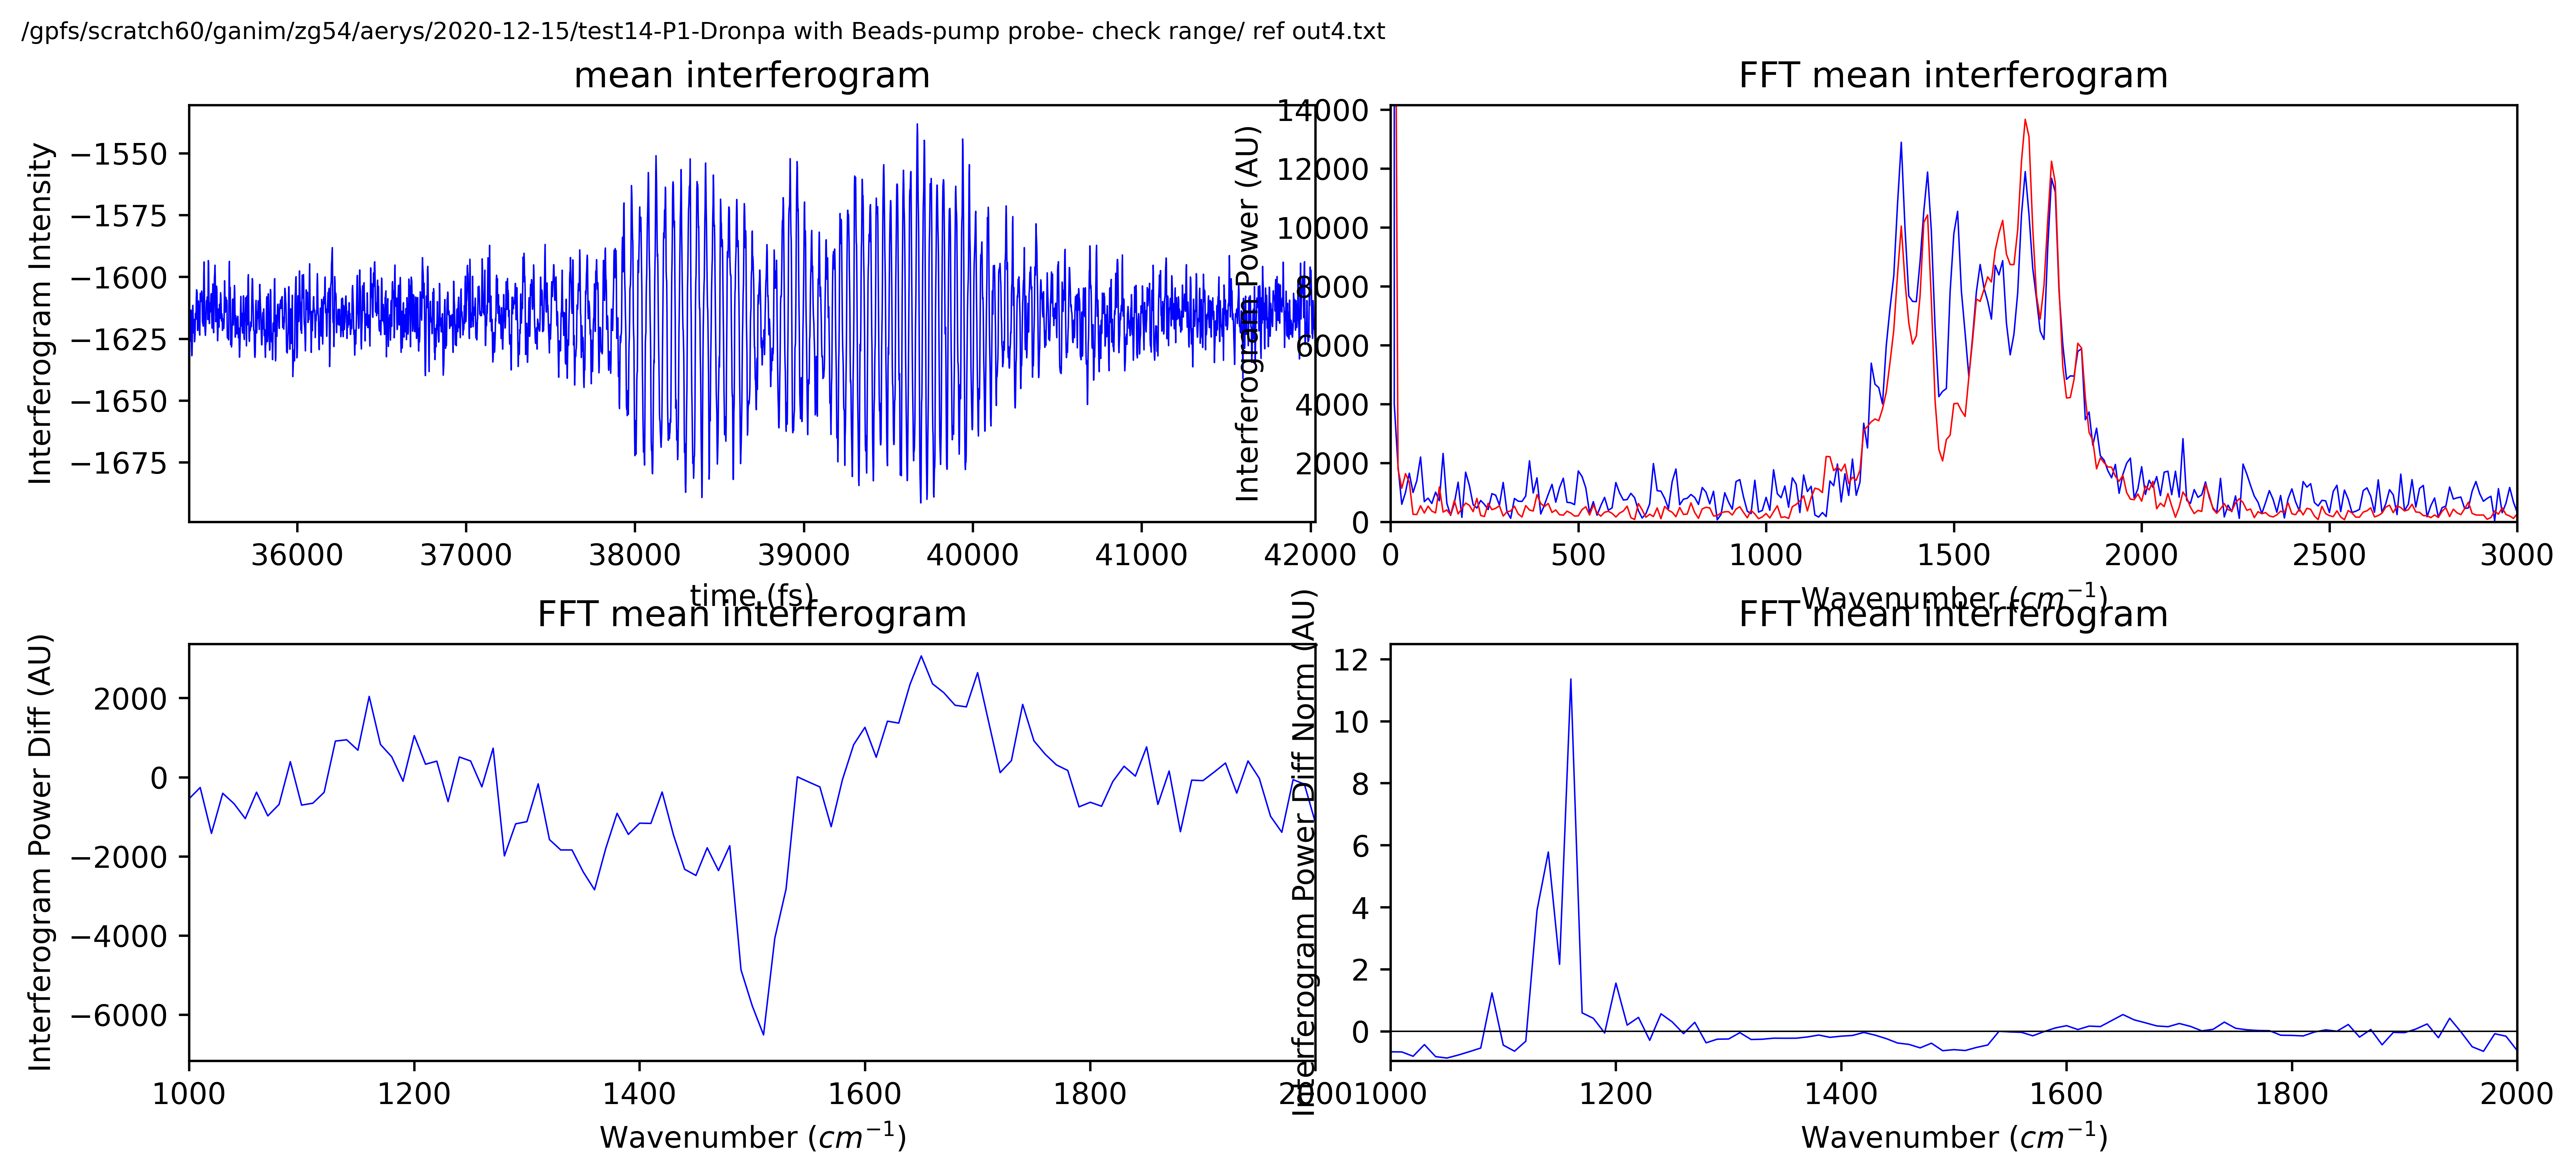 /gpfs/scratch60/ganim/zg54/aerys/2020-12-15/test14-P1-Dronpa with Beads-pump probe- check range/ ref out4.txt
mean interferogram
Interferogram Intensity
−1550
−1575
−1600
−1625
−1650
−1675
36000 37000 38000 39000 40000 41000 42000
time (fs)
FFT mean interferogram
Interferogram Power (AU)
14000
12000
10000
8000
6000
4000
2000
0
0 500 1000 1500 2000 2500 3000
Wavenumber (cm⁻¹)
FFT mean interferogram
Interferogram Power Diff (AU)
2000
0
−2000
−4000
−6000
1000 1200 1400 1600 1800 2000
Wavenumber (cm⁻¹)
FFT mean interferogram
Interferogram Power Diff Norm (AU)
12
10
8
6
4
2
0
1000 1200 1400 1600 1800 2000
Wavenumber (cm⁻¹)